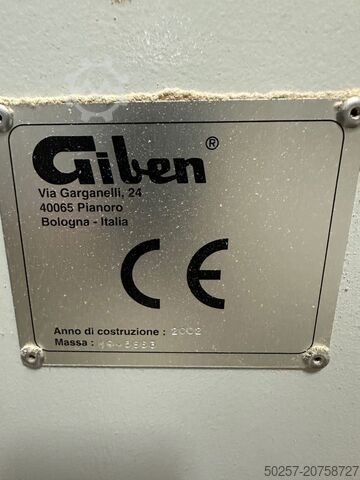 Giben ®
Via Garganelli, 24
40065 Pianoro
Bologna - Italia
CE
Anno di costruzione : 2002
Massa :
50257-20758727